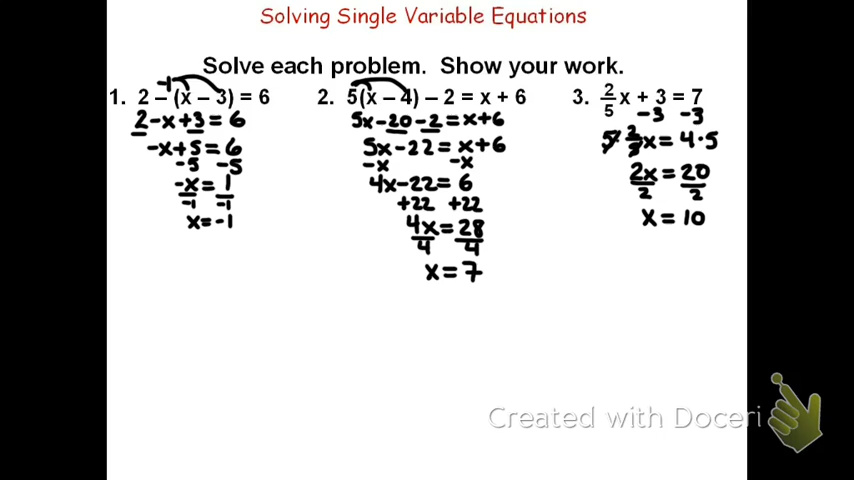 Solving Single Variable Equations
Solve each problem. Show your work.
-1
1. 2 – (x – 3) = 6
2 - x + 3 = 6
-x + 5 = 6
-5 -5
-x = 1
-1 -1
x = -1
2. 5(x – 4) – 2 = x + 6
5x - 20 - 2 = x + 6
5x - 22 = x + 6
-x -x
4x - 22 = 6
+22 +22
4x = 28
4 4
x = 7
3. 2/5 x + 3 = 7
-3 -3
5 · 2/5 x = 4 · 5
2x = 20
2 2
x = 10
Created with Doceri